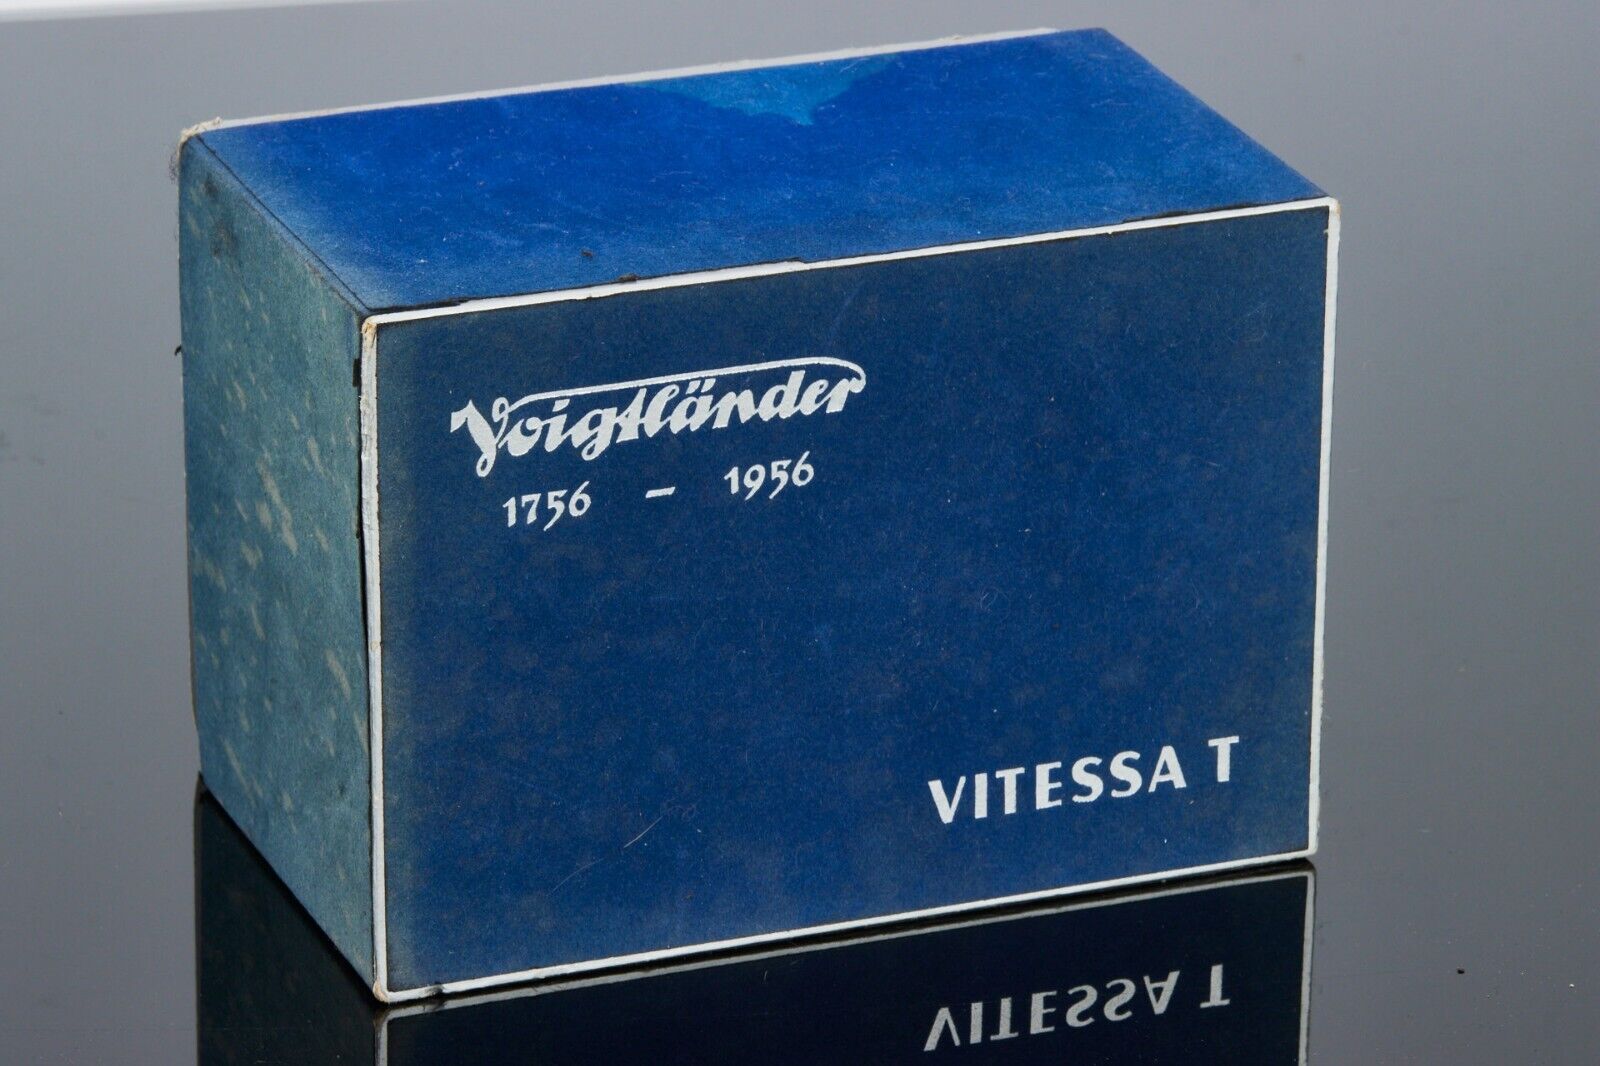 Voigtländer
1756 - 1956
VITESSA T